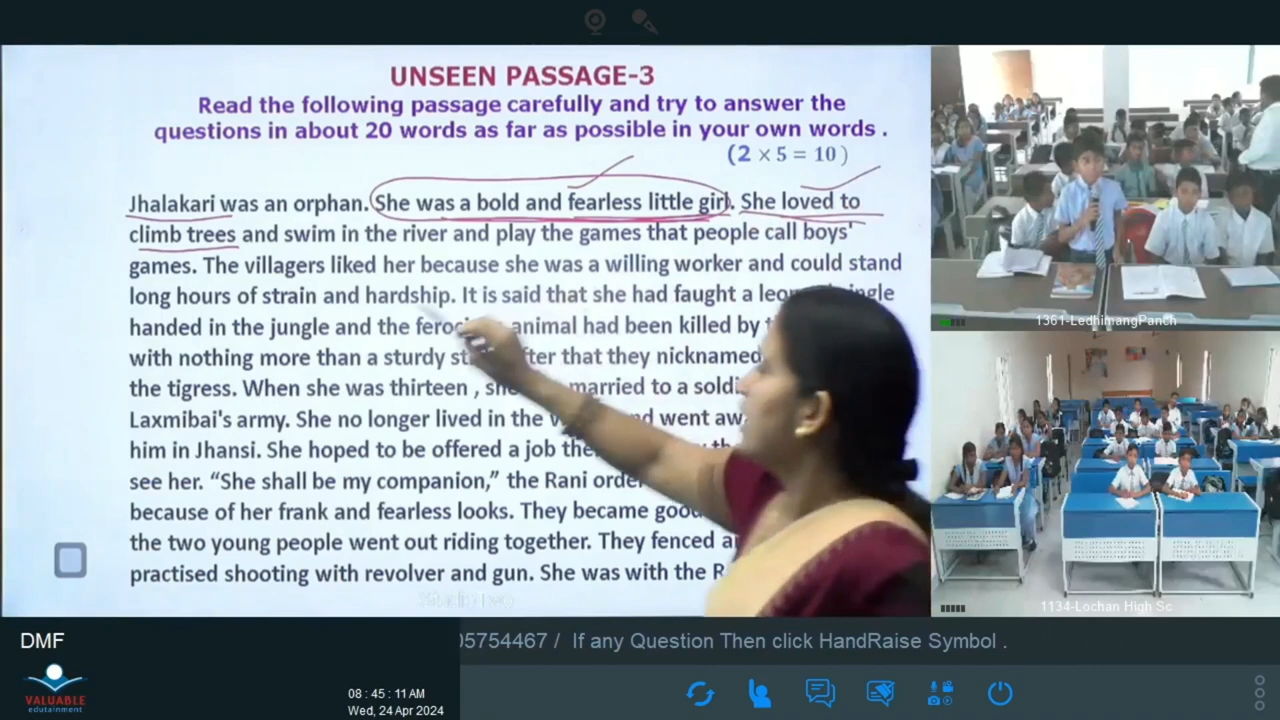 UNSEEN PASSAGE-3
Read the following passage carefully and try to answer the
questions in about 20 words as far as possible in your own words .
(2 × 5 = 10 )
Jhalakari was an orphan. She was a bold and fearless little girl. She loved to
climb trees and swim in the river and play the games that people call boys'
games. The villagers liked her because she was a willing worker and could stand
long hours of strain and hardship. It is said that she had faught a
handed in the jungle and the animal had been killed by
with nothing more than a sturdy that they nicknamed
the tigress. When she was thirteen , married to a
Laxmibai's army. She no longer lived in the went
him in Jhansi. She hoped to be offered a job
see her. “She shall be my companion,” the Rani
because of her frank and fearless looks. They became
the two young people went out riding together. They fenced
practised shooting with revolver and gun. She was with the
1361-LedhimangPanch
1134-Lochan High Sc
DMF
05754467 / If any Question Then click HandRaise Symbol .
VALUABLE
edutainment
08 : 45 : 11 AM
Wed, 24 Apr 2024